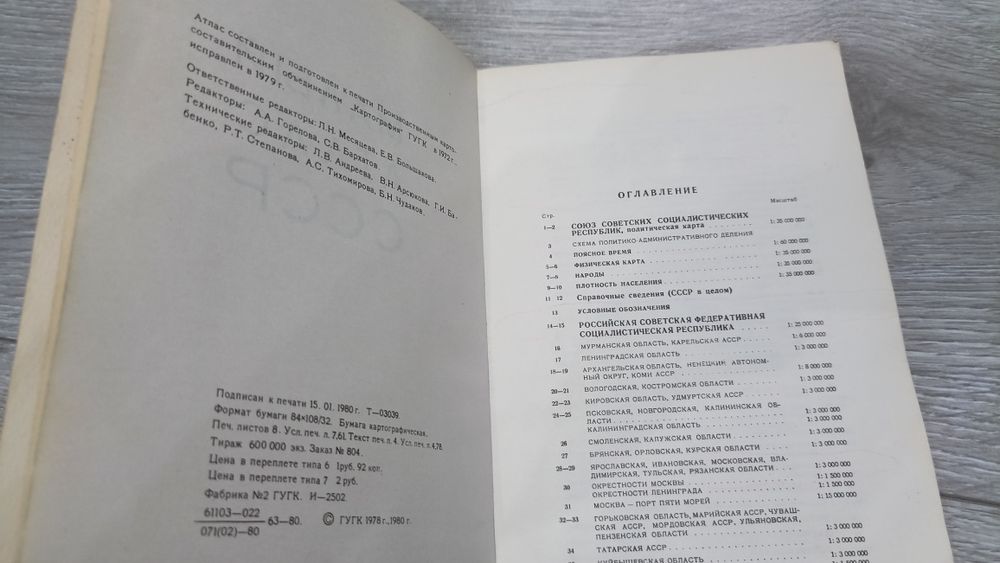 Атлас составлен и подготовлен к печати Производственным карто-
составительским объединением „Картография" ГУГК в 1972 г.
исправлен в 1979 г.
Ответственные редакторы: Л.Н. Месяцева, Е.В. Большакова.
Редакторы: А.А. Горелова, С.В. Бархатов.
Технические редакторы: Л.В. Андреева, В.Н. Арсюкова, Г.И. Ба-
бенко, Р.Т. Степанова, А.С. Тихомирова, Б.Н. Чудаков.
СССР
Подписан к печати 15. 01. 1980 г. Т—03039.
Формат бумаги 84×108/32. Бумага картографическая.
Печ. листов 8. Усл. печ. л. 7,61. Текст печ. л. 4. Усл. печ. л. 4,78.
Тираж 600 000 экз. Заказ № 804.
Цена в переплете типа 6 1руб. 92 коп.
Цена в переплете типа 7 2 руб.
Фабрика №2 ГУГК. И—2502
61103—022
071(02)—80
63—80. © ГУГК 1978 г., 1980 г.
ОГЛАВЛЕНИЕ
Стр. Масштаб
1—2 СОЮЗ СОВЕТСКИХ СОЦИАЛИСТИЧЕСКИХ
РЕСПУБЛИК, политическая карта . . . . . . . . 1: 35 000 000
3 СХЕМА ПОЛИТИКО-АДМИНИСТРАТИВНОГО ДЕЛЕНИЯ
4 ПОЯСНОЕ ВРЕМЯ . . . . . . . . 1: 60 000 000
5—6 ФИЗИЧЕСКАЯ КАРТА . . . . . . . . 1: 35 000 000
7—8 НАРОДЫ . . . . . . . . 1: 35 000 000
9—10 ПЛОТНОСТЬ НАСЕЛЕНИЯ . . . . . . . . 1: 35 000 000
11 12 Справочные сведения (СССР в целом)
13 УСЛОВНЫЕ ОБОЗНАЧЕНИЯ
14—15 РОССИЙСКАЯ СОВЕТСКАЯ ФЕДЕРАТИВНАЯ
СОЦИАЛИСТИЧЕСКАЯ РЕСПУБЛИКА . . . . . 1: 25 000 000
16 МУРМАНСКАЯ ОБЛАСТЬ, КАРЕЛЬСКАЯ АССР . . . . 1: 6 000 000
17 ЛЕНИНГРАДСКАЯ ОБЛАСТЬ . . . . . . . . 1: 3 000 000
18—19 АРХАНГЕЛЬСКАЯ ОБЛАСТЬ, НЕНЕЦКИЙ АВТОНОМ-
НЫЙ ОКРУГ, КОМИ АССР . . . . . . . . 1: 8 000 000
20—21 ВОЛОГОДСКАЯ, КОСТРОМСКАЯ ОБЛАСТИ . . . . . 1: 3 000 000
22—23 КИРОВСКАЯ ОБЛАСТЬ, УДМУРТСКАЯ АССР . . . . . 1: 3 000 000
24—25 ПСКОВСКАЯ, НОВГОРОДСКАЯ, КАЛИНИНСКАЯ ОБ-
ЛАСТИ . . . . . . . . 1: 3 000 000
КАЛИНИНГРАДСКАЯ ОБЛАСТЬ . . . . . . . . 1: 3 000 000
26 СМОЛЕНСКАЯ, КАЛУЖСКАЯ ОБЛАСТИ . . . . . 1: 3 000 000
27 БРЯНСКАЯ, ОРЛОВСКАЯ, КУРСКАЯ ОБЛАСТИ . . . . 1: 3 000 000
28—29 ЯРОСЛАВСКАЯ, ИВАНОВСКАЯ, МОСКОВСКАЯ, ВЛА-
ДИМИРСКАЯ, ТУЛЬСКАЯ, РЯЗАНСКАЯ ОБЛАСТИ . . . 1: 3 000 000
30 ОКРЕСТНОСТИ МОСКВЫ . . . . . . . . 1: 1 500 000
ОКРЕСТНОСТИ ЛЕНИНГРАДА . . . . . . . . 1: 1 500 000
31 МОСКВА – ПОРТ ПЯТИ МОРЕЙ . . . . . . . . 1: 15 000 000
32—33 ГОРЬКОВСКАЯ ОБЛАСТЬ, МАРИЙСКАЯ АССР, ЧУВАШ-
СКАЯ АССР, МОРДОВСКАЯ АССР, УЛЬЯНОВСКАЯ,
ПЕНЗЕНСКАЯ ОБЛАСТИ . . . . . . . . 1: 3 000 000
34 ТАТАРСКАЯ АССР . . . . . . . . 1: 3 000 000
КУЙБЫШЕВСКАЯ ОБЛАСТЬ . . . . . . . .